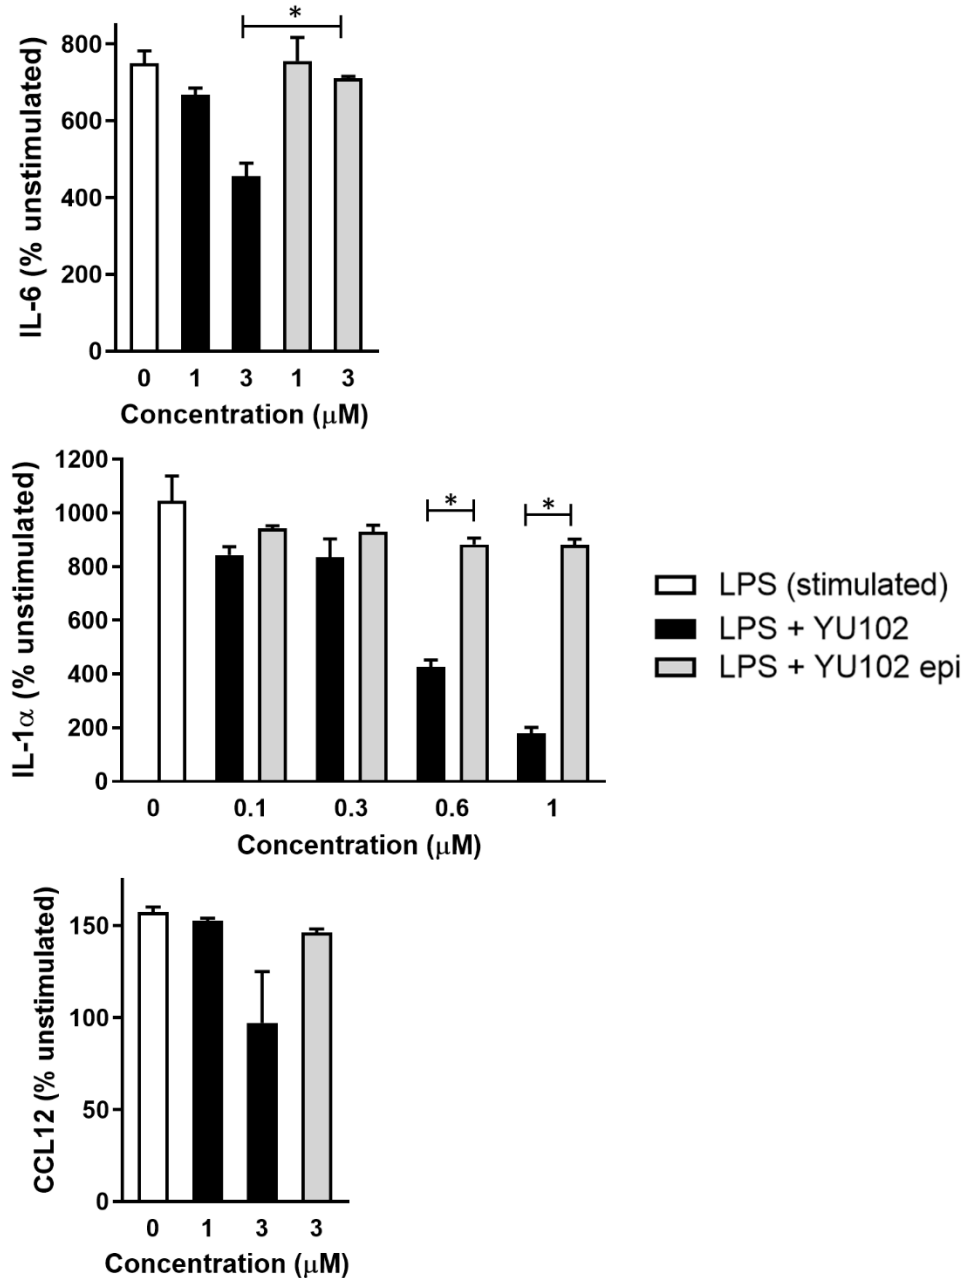 *
800
600
400
200
0
IL-6 (% unstimulated)
0 1 3 1 3
Concentration (μM)
1200
1000
800
600
400
200
0
IL-1α (% unstimulated)
* *
0 0.1 0.3 0.6 1
Concentration (μM)
LPS (stimulated)
LPS + YU102
LPS + YU102 epi
150
100
50
0
CCL12 (% unstimulated)
0 1 3 3
Concentration (μM)